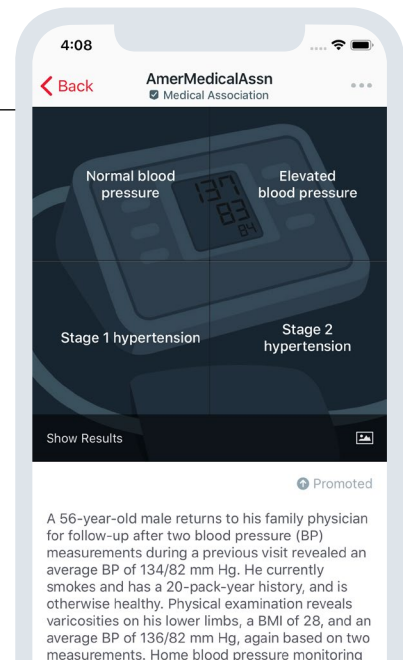 4:08
Back
AmerMedicalAssn
Medical Association
Normal blood
pressure
Elevated
blood pressure
137
83
84
Stage 1 hypertension
Stage 2
hypertension
Show Results
Promoted
A 56-year-old male returns to his family physician
for follow-up after two blood pressure (BP)
measurements during a previous visit revealed an
average BP of 134/82 mm Hg. He currently
smokes and has a 20-pack-year history, and is
otherwise healthy. Physical examination reveals
varicosities on his lower limbs, a BMI of 28, and an
average BP of 136/82 mm Hg, again based on two
measurements. Home blood pressure monitoring